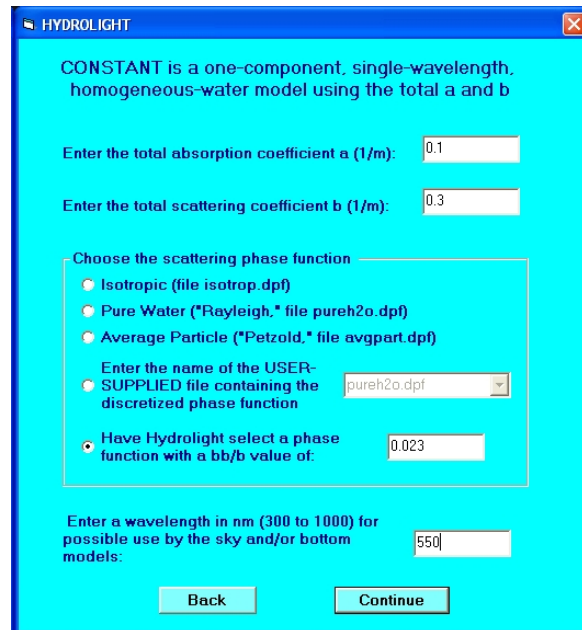 HYDROLIGHT
CONSTANT is a one-component, single-wavelength,
homogeneous-water model using the total a and b
Enter the total absorption coefficient a (1/m):
0.1
Enter the total scattering coefficient b (1/m):
0.3
Choose the scattering phase function
Isotropic (file isotrop.dpf)
Pure Water ("Rayleigh," file pureh2o.dpf)
Average Particle ("Petzold," file avgpart.dpf)
Enter the name of the USER-
SUPPLIED file containing the
discretized phase function
pureh2o.dpf
Have Hydrolight select a phase
function with a bb/b value of:
0.023
Enter a wavelength in nm (300 to 1000) for
possible use by the sky and/or bottom
models:
550
Back
Continue